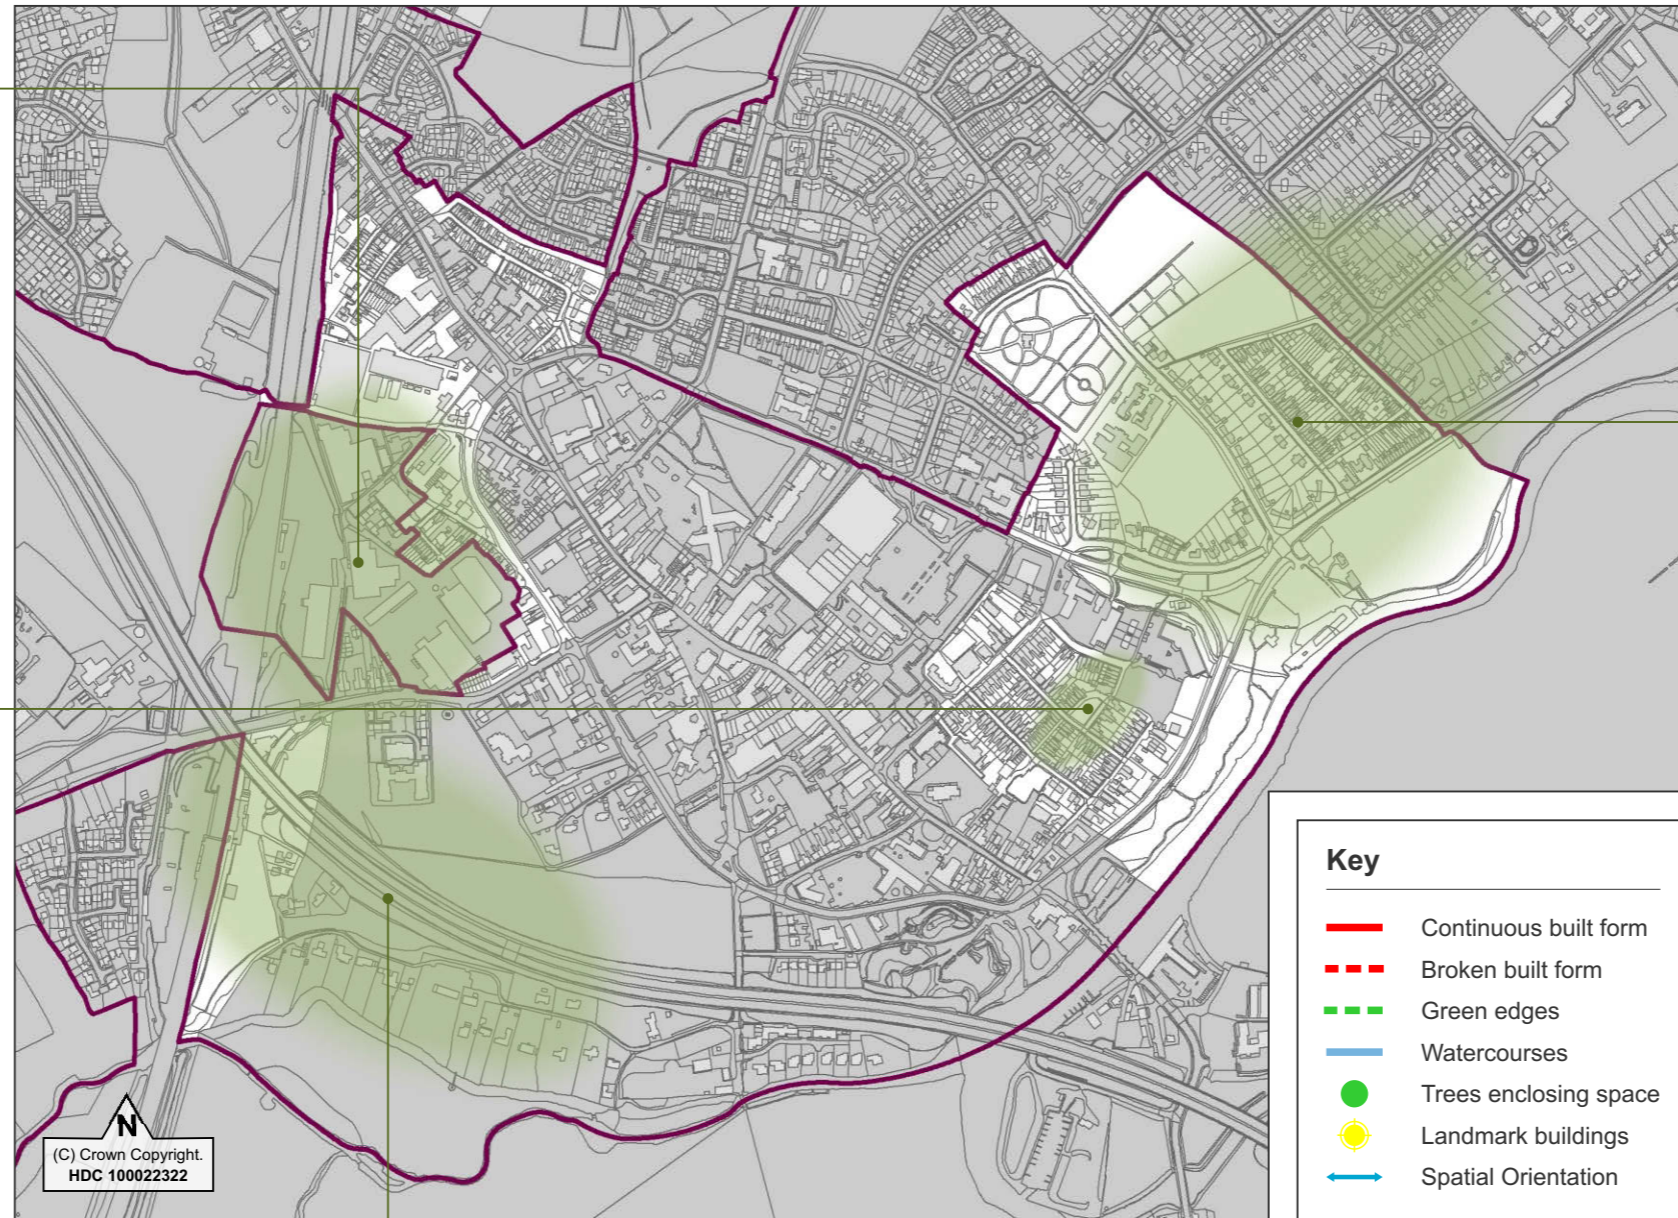 N
(C) Crown Copyright.
HDC 100022322
Key
Continuous built form
Broken built form
Green edges
Watercourses
Trees enclosing space
Landmark buildings
Spatial Orientation